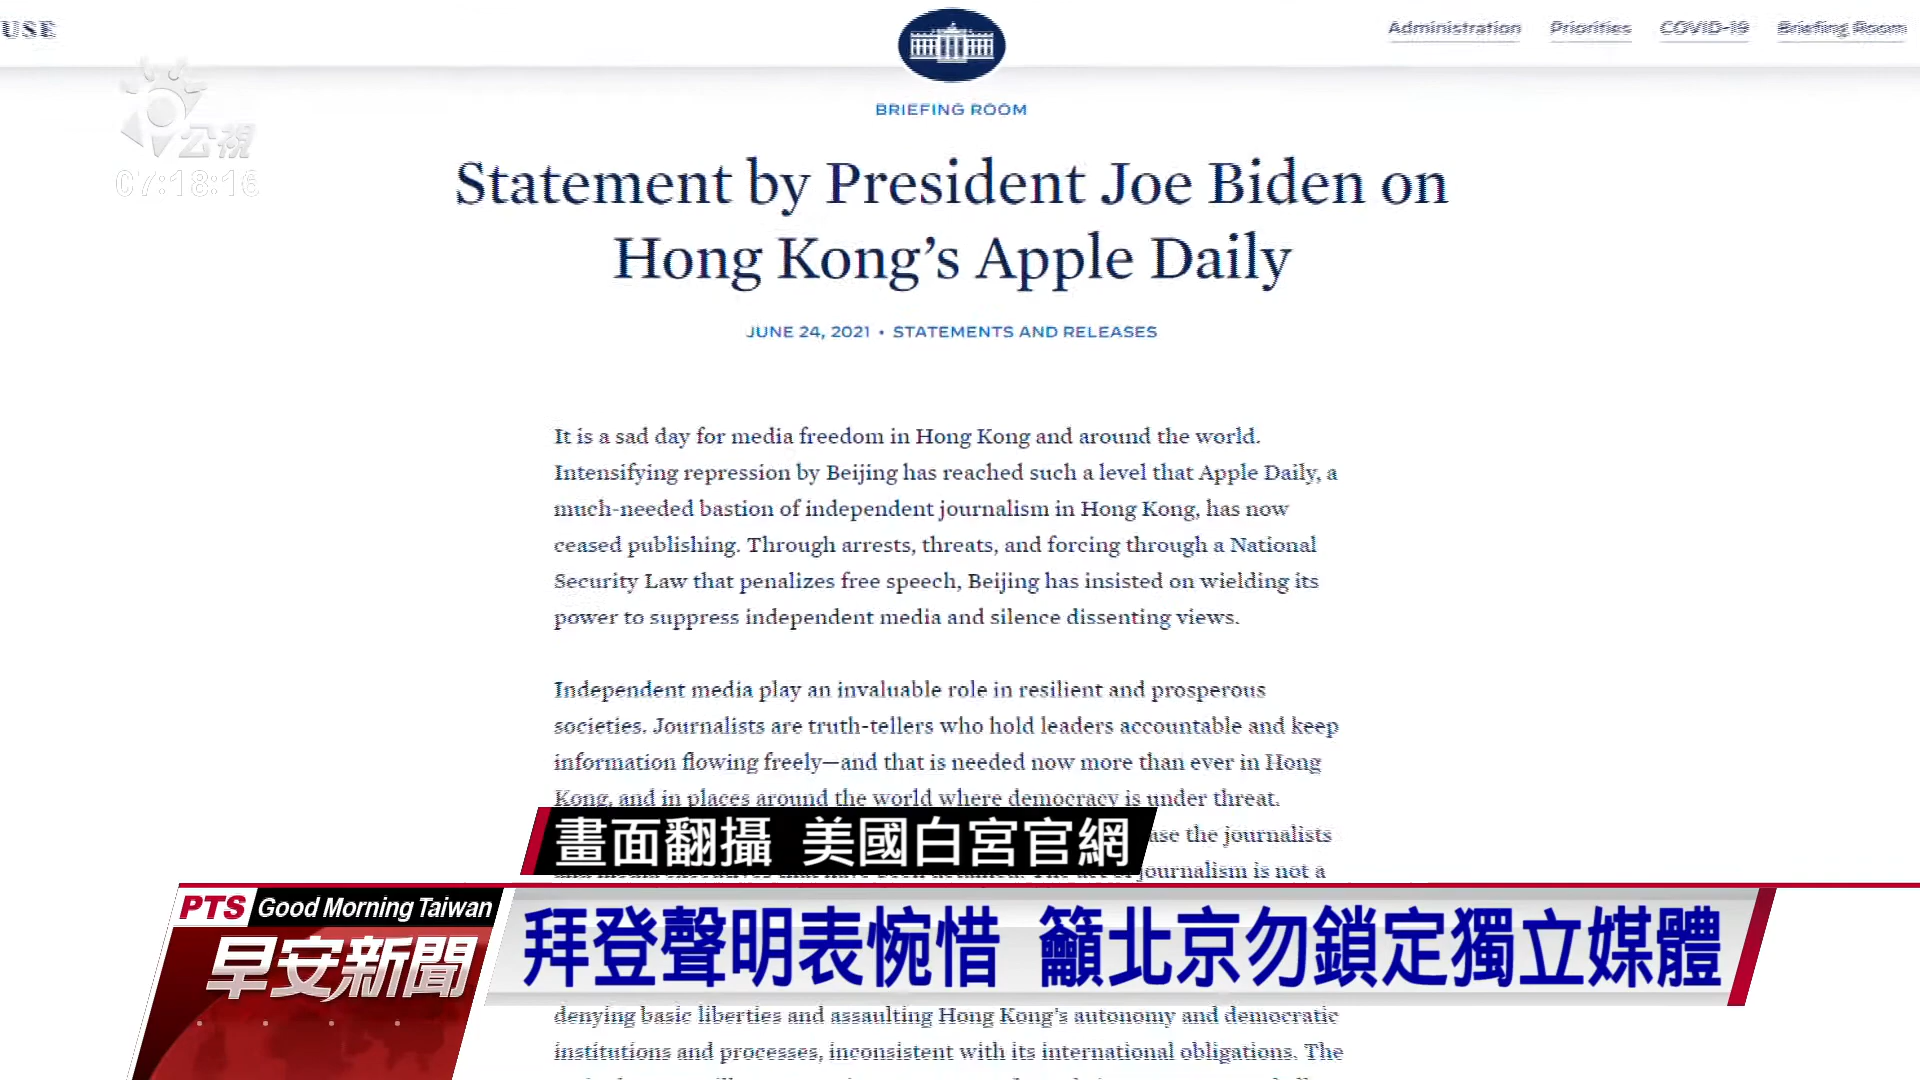 USE
Administration Priorities COVID-19 Briefing Room
公視
07:18:16
BRIEFING ROOM
Statement by President Joe Biden on
Hong Kong's Apple Daily
JUNE 24, 2021 • STATEMENTS AND RELEASES
It is a sad day for media freedom in Hong Kong and around the world.
Intensifying repression by Beijing has reached such a level that Apple Daily, a
much-needed bastion of independent journalism in Hong Kong, has now
ceased publishing. Through arrests, threats, and forcing through a National
Security Law that penalizes free speech, Beijing has insisted on wielding its
power to suppress independent media and silence dissenting views.
Independent media play an invaluable role in resilient and prosperous
societies. Journalists are truth-tellers who hold leaders accountable and keep
information flowing freely—and that is needed now more than ever in Hong
Kong, and in places around the world where democracy is under threat.
the journalists
journalism is not a
畫面翻攝 美國白宮官網
PTS Good Morning Taiwan
早安新聞
拜登聲明表惋惜 籲北京勿鎖定獨立媒體
denying basic liberties and assaulting Hong Kong's autonomy and democratic
institutions and processes, inconsistent with its international obligations. The